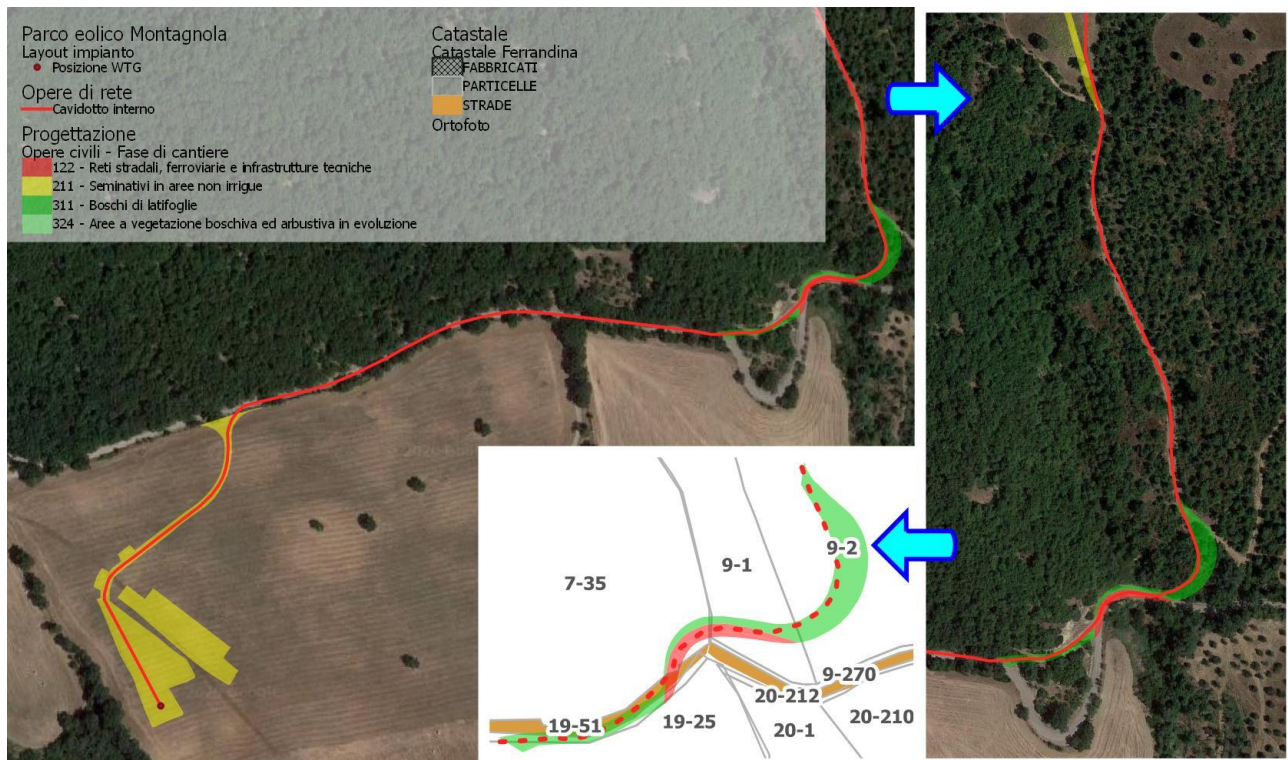 Parco eolico Montagnola
Layout impianto
Posizione WTG
Opere di rete
Cavidotto interno
Progettazione
Opere civili - Fase di cantiere
122 - Reti stradali, ferroviarie e infrastrutture tecniche
211 - Seminativi in aree non irrigue
311 - Boschi di latifoglie
324 - Aree a vegetazione boschiva ed arbustiva in evoluzione
Catastale
Catastale Ferrandina
FABBRICATI
PARTICELLE
STRADE
Ortofoto
7-35
9-1
9-2
9-270
20-212
19-51
19-25
20-1
20-210